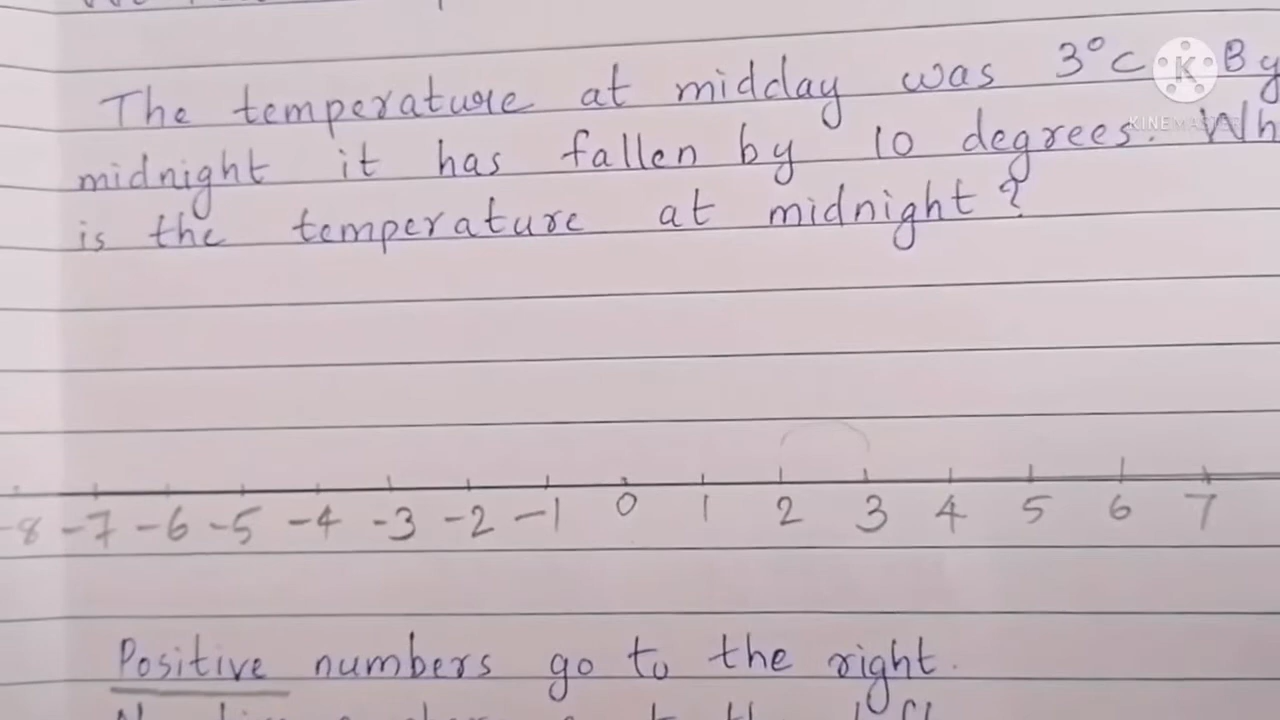 The temperature at midday was 3°C By
midnight it has fallen by 10 degrees. Wh
is the temperature at midnight?
K
KINEMASTER
-8 -7 -6 -5 -4 -3 -2 -1 0 1 2 3 4 5 6 7
Positive numbers go to the right.